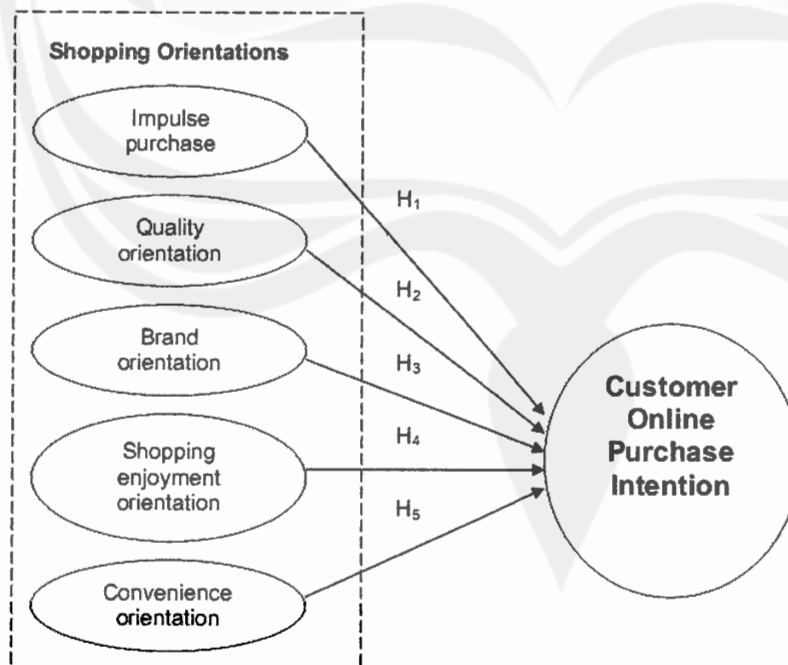 Shopping Orientations
Impulse
purchase
H₁
Quality
orientation
H₂
Brand
orientation
H₃
Customer
Online
Purchase
Intention
H₄
Shopping
enjoyment
orientation
H₅
Convenience
orientation